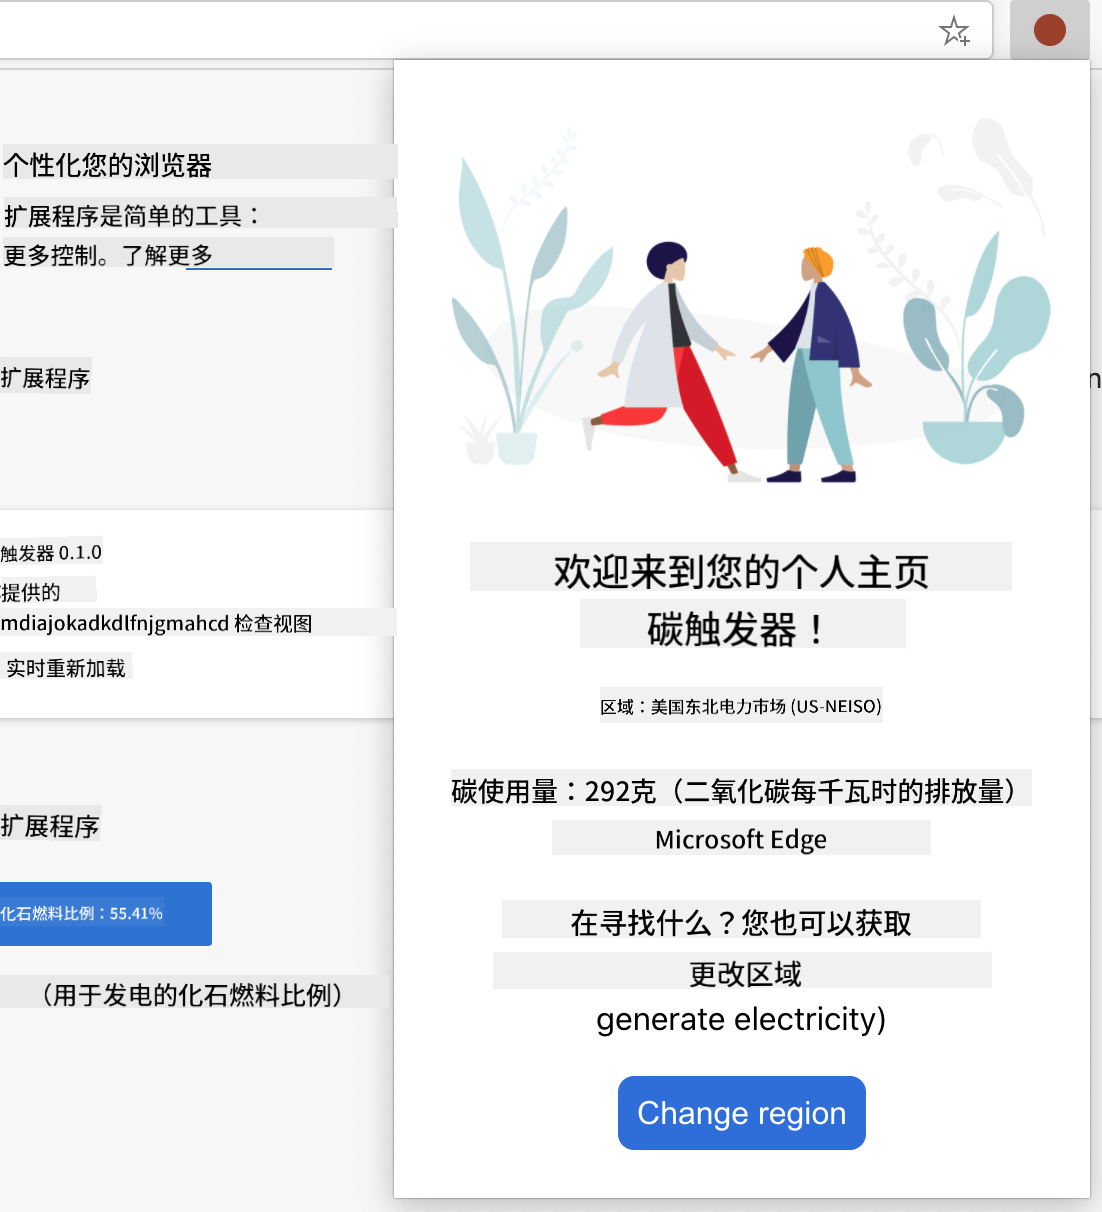 个性化您的浏览器
扩展程序是简单的工具：
更多控制。了解更多
扩展程序
触发器 0.1.0
提供的
mdiajokadkdlfnjgmahcd 检查视图
实时重新加载
扩展程序
化石燃料比例：55.41%
（用于发电的化石燃料比例）
欢迎来到您的个人主页
碳触发器！
区域：美国东北电力市场 (US-NEISO)
碳使用量：292克（二氧化碳每千瓦时的排放量）
Microsoft Edge
在寻找什么？您也可以获取
更改区域
generate electricity)
Change region